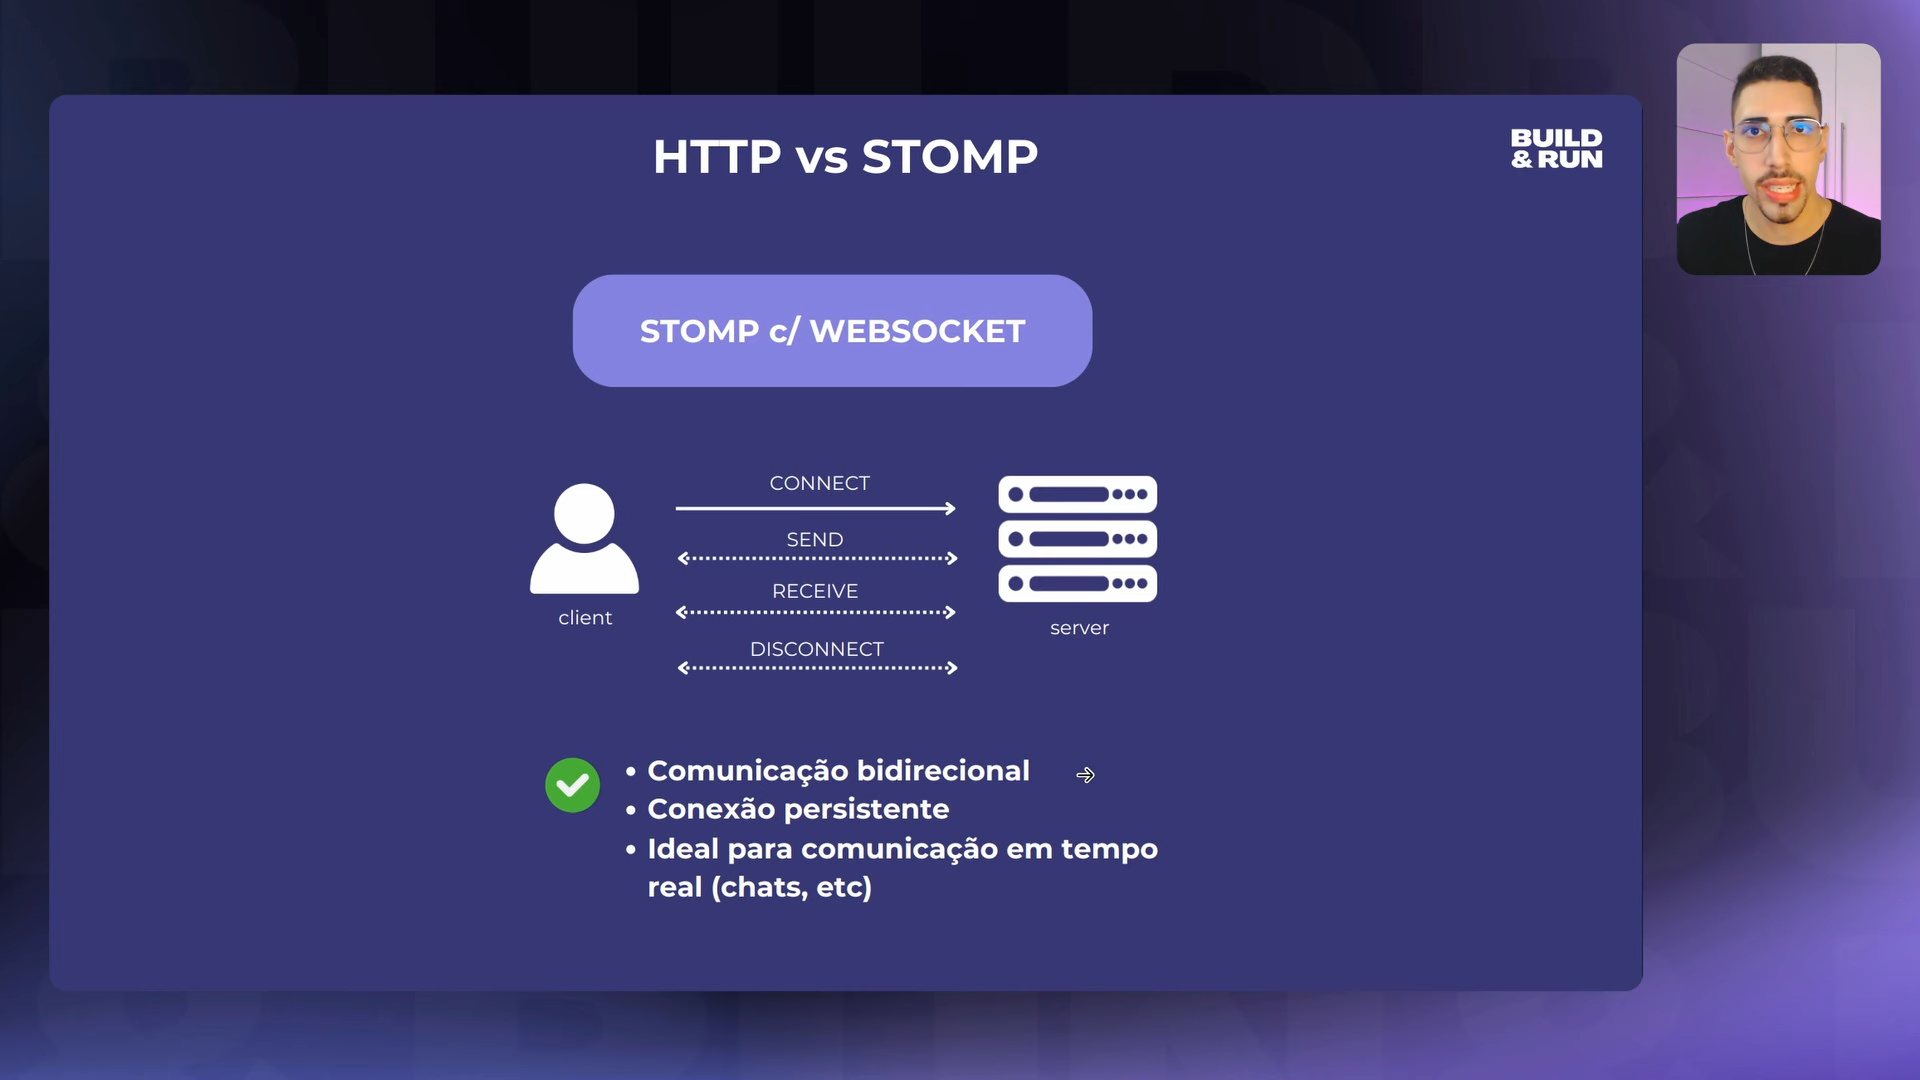 HTTP vs STOMP
BUILD
& RUN
STOMP c/ WEBSOCKET
CONNECT
SEND
RECEIVE
DISCONNECT
client
server
• Comunicação bidirecional
• Conexão persistente
• Ideal para comunicação em tempo
real (chats, etc)